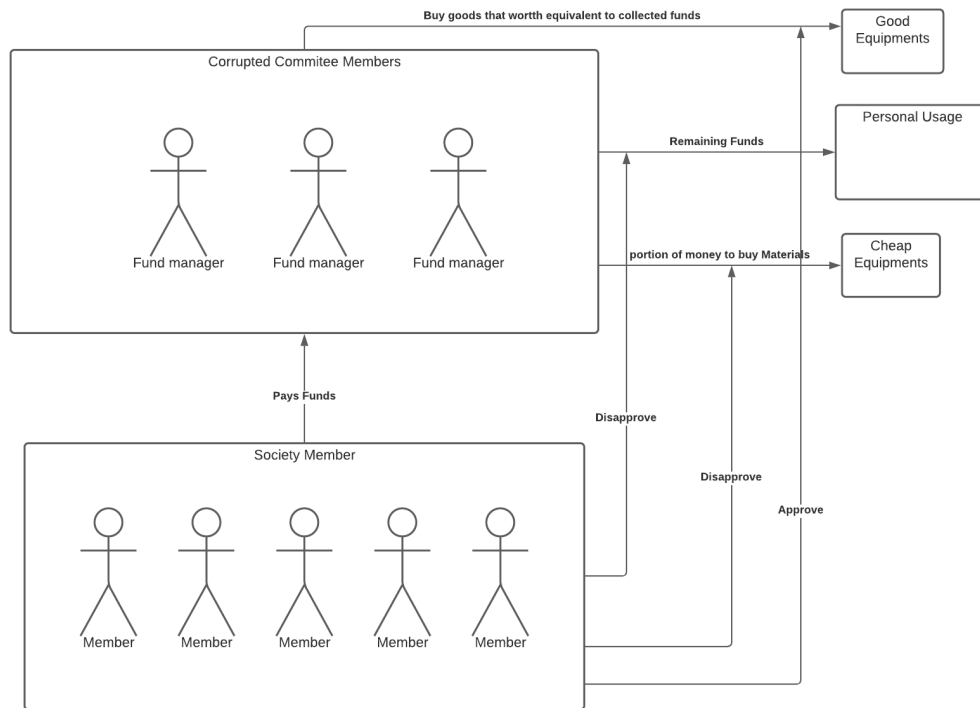 Buy goods that wortth equivalent to collected funds
Good
Equipments
Corrupted Commitee Members
Personal Usage
Remaining Funds
Fund manager
Fund manager
Fund manager
portion of money to buy Materials
Cheap
Equipments
Pays Funds
Disapprove
Society Member
Disapprove
Approve
Member
Member
Member
Member
Member